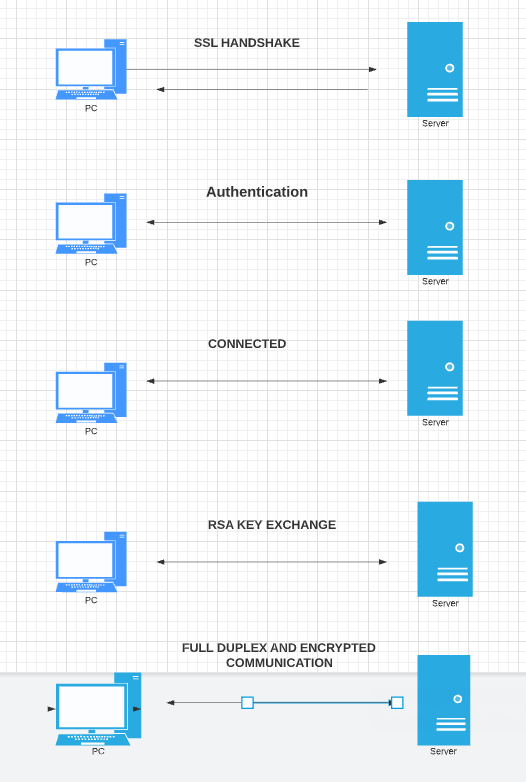 SSL HANDSHAKE
PC
Server
Authentication
PC
Server
CONNECTED
PC
Server
RSA KEY EXCHANGE
PC
Server
FULL DUPLEX AND ENCRYPTED
COMMUNICATION
PC
Server